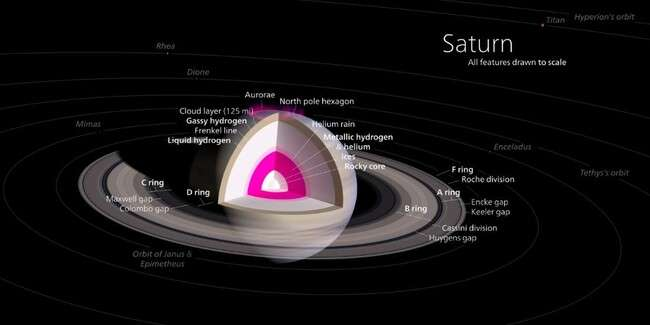 Titan
Hyperion's orbit
Saturn
All features drawn to scale
Rhea
Dione
Aurorae
North pole hexagon
Cloud layer (125 m)
Gassy hydrogen
Frenkel line
Liquid hydrogen
Helium rain
Metallic hydrogen
& helium
Ices
Rocky core
Mimas
Enceladus
Tethys's orbit
F ring
Roche division
A ring
Encke gap
Keeler gap
B ring
Cassini division
Huygens gap
C ring
D ring
Maxwell gap
Colombo gap
Orbit of Janus &
Epimetheus